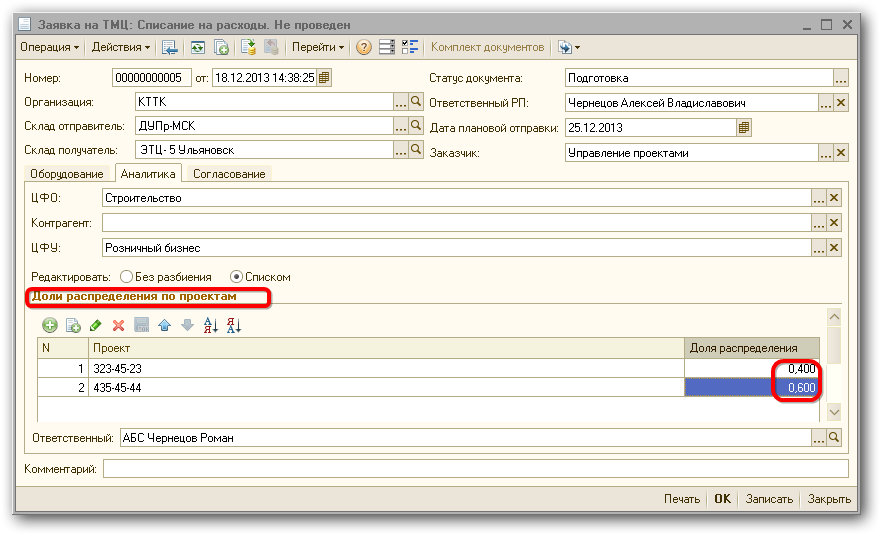 Заявка на ТМЦ: Списание на расходы. Не проведен
Операция Действия Перейти Комплект документов
Номер: 00000000005 от: 18.12.2013 14:38:25 Статус документа: Подготовка
Организация: КТТК Ответственный РП: Чернецов Алексей Владиславович
Склад отправитель: ДУПр-МСК Дата плановой отправки: 25.12.2013
Склад получатель: ЭТЦ- 5 Ульяновск Заказчик: Управление проектами
Оборудование Аналитика Согласование
ЦФО: Строительство
Контрагент:
ЦФУ: Розничный бизнес
Редактировать: Без разбиения Списком
Доли распределения по проектам
N Проект Доля распределения
1 323-45-23 0,400
2 435-45-44 0,600
Ответственный: АБС Чернецов Роман
Комментарий:
Печать OK Записать Закрыть